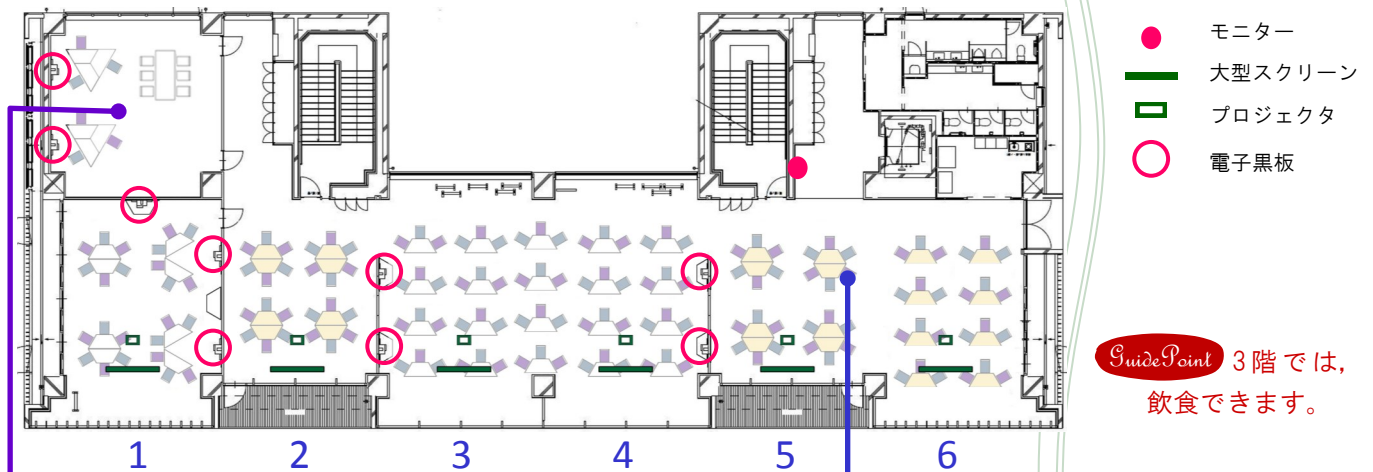 モニター
大型スクリーン
プロジェクタ
電子黒板
GuidePoint 3階では,
飲食できます。
1 2 3 4 5 6